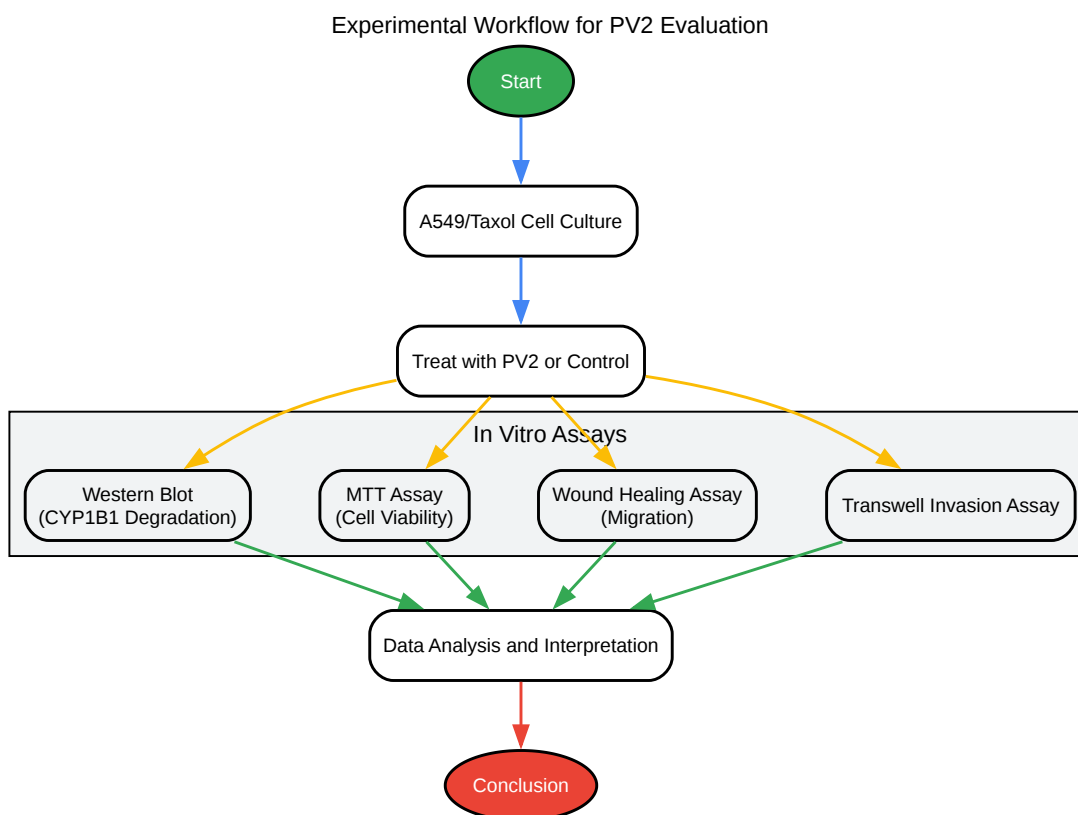 Experimental Workflow for PV2 Evaluation
Start
A549/Taxol Cell Culture
Treat with PV2 or Control
In Vitro Assays
Western Blot
(CYP1B1 Degradation)
MTT Assay
(Cell Viability)
Wound Healing Assay
(Migration)
Transwell Invasion Assay
Data Analysis and Interpretation
Conclusion